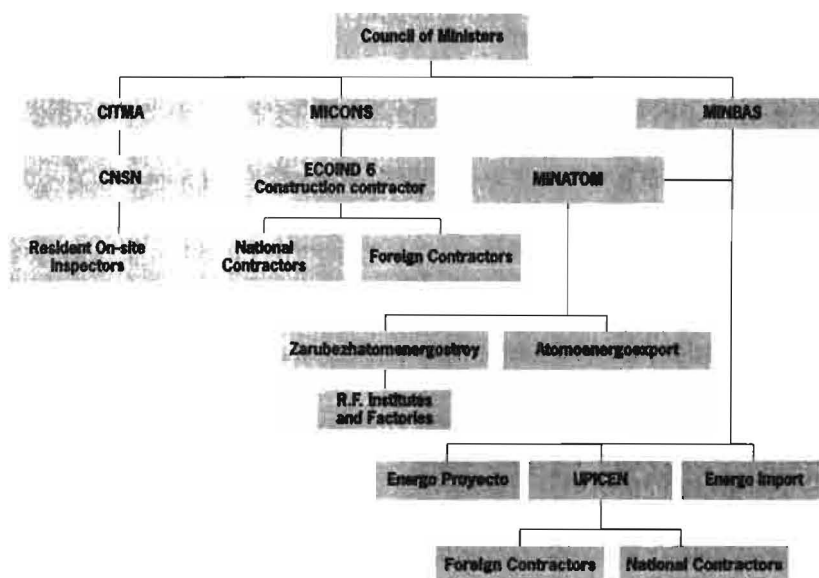 Council of Ministers
CITMA
MICONS
MINBAS
CNSN
ECOIND 6
Construction contractor
MINATOM
Resident On-site
Inspectors
National
Contractors
Foreign Contractors
Zarubezhatomenergostroy
Atomoenergoexport
R.F. Institutes
and Factories
Energo Proyecto
UPICEN
Energo Import
Foreign Contractors
National Contractors